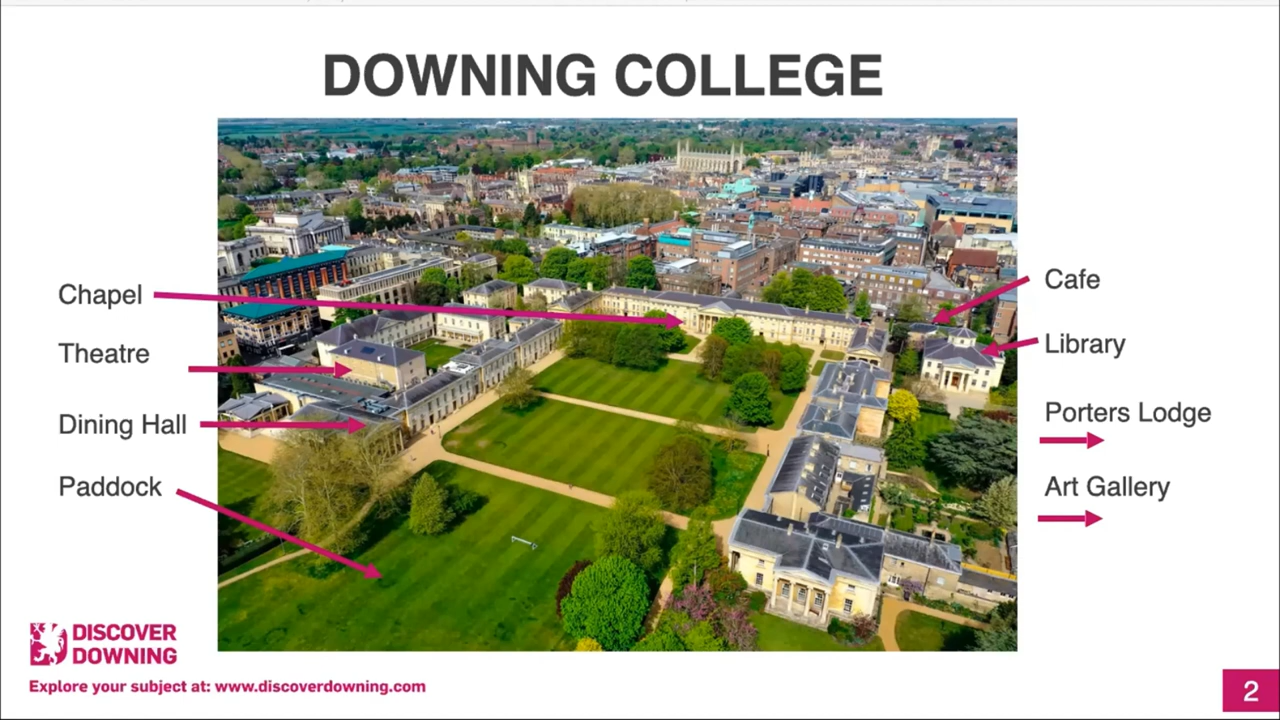 DOWNING COLLEGE
Chapel
Theatre
Dining Hall
Paddock
Cafe
Library
Porters Lodge
Art Gallery
DISCOVER
DOWNING
Explore your subject at: www.discoverdowning.com
2